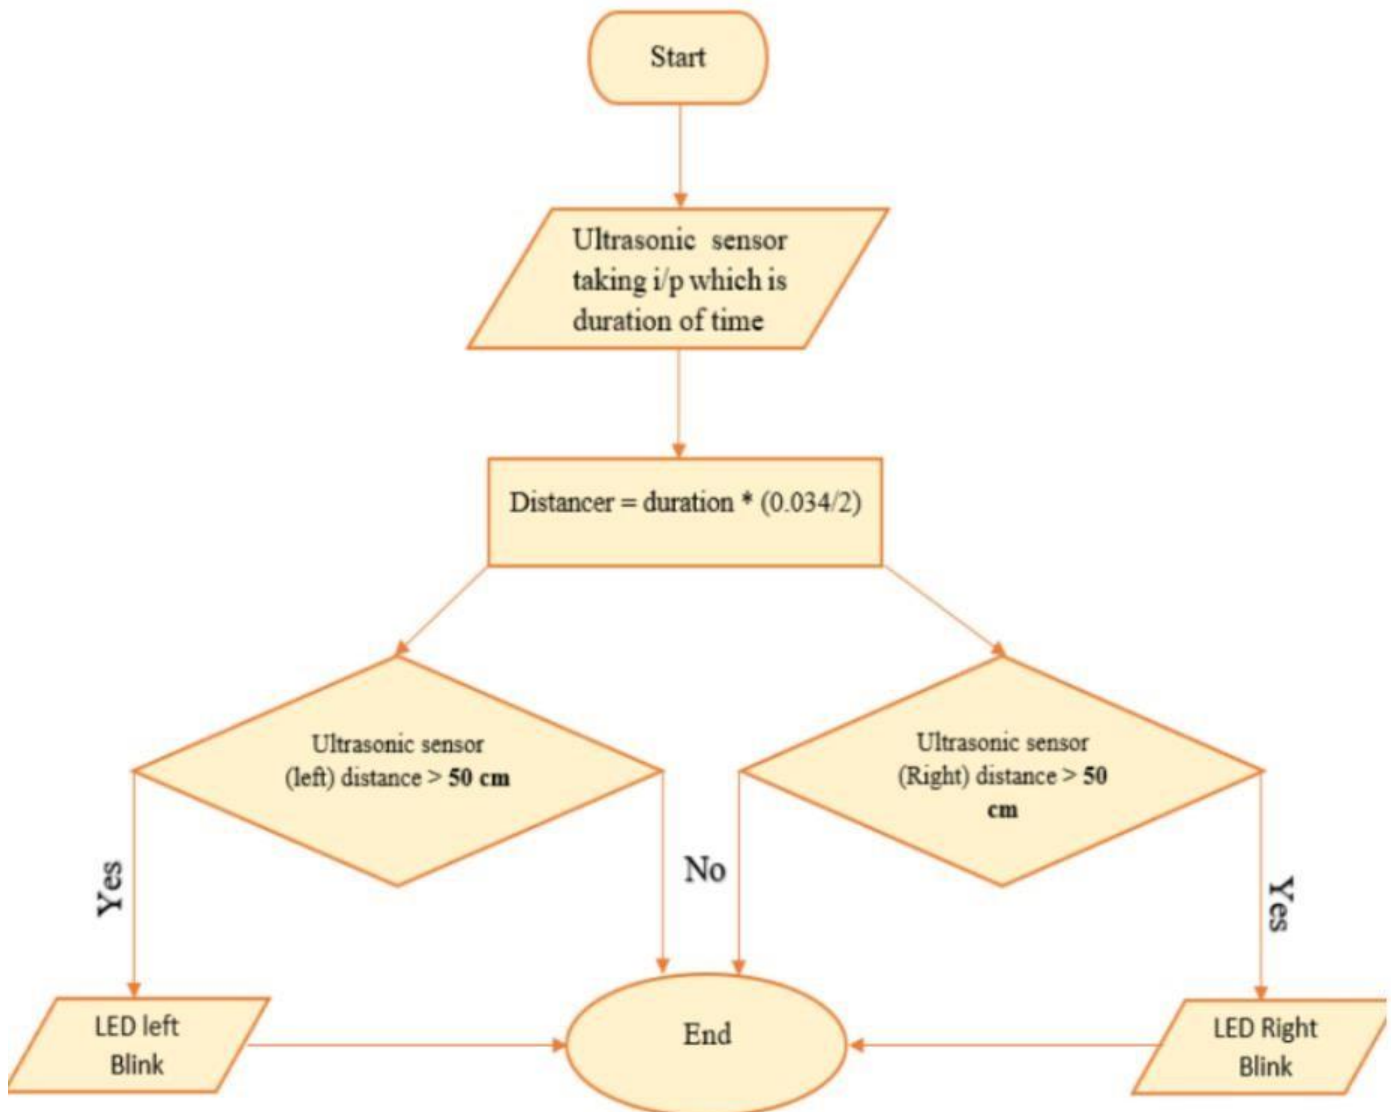 Start
Ultrasonic sensor
taking i/p which is
duration of time
Distancer = duration * (0.034/2)
Ultrasonic sensor
(left) distance > 50 cm
Ultrasonic sensor
(Right) distance > 50
cm
Yes
No
Yes
LED left
Blink
End
LED Right
Blink